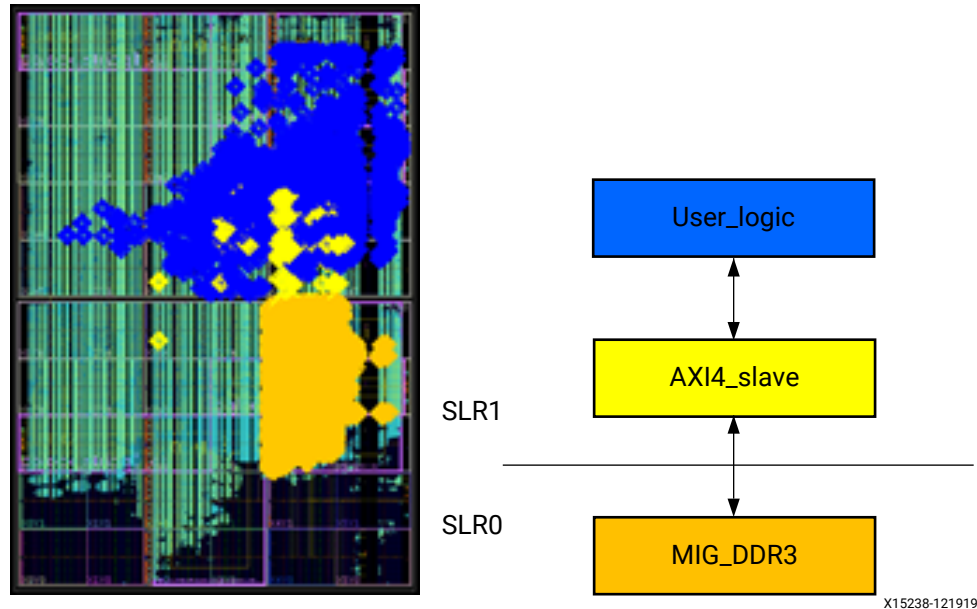 User_logic
AXI4_slave
SLR1
SLR0
MIG_DDR3
X15238-121919